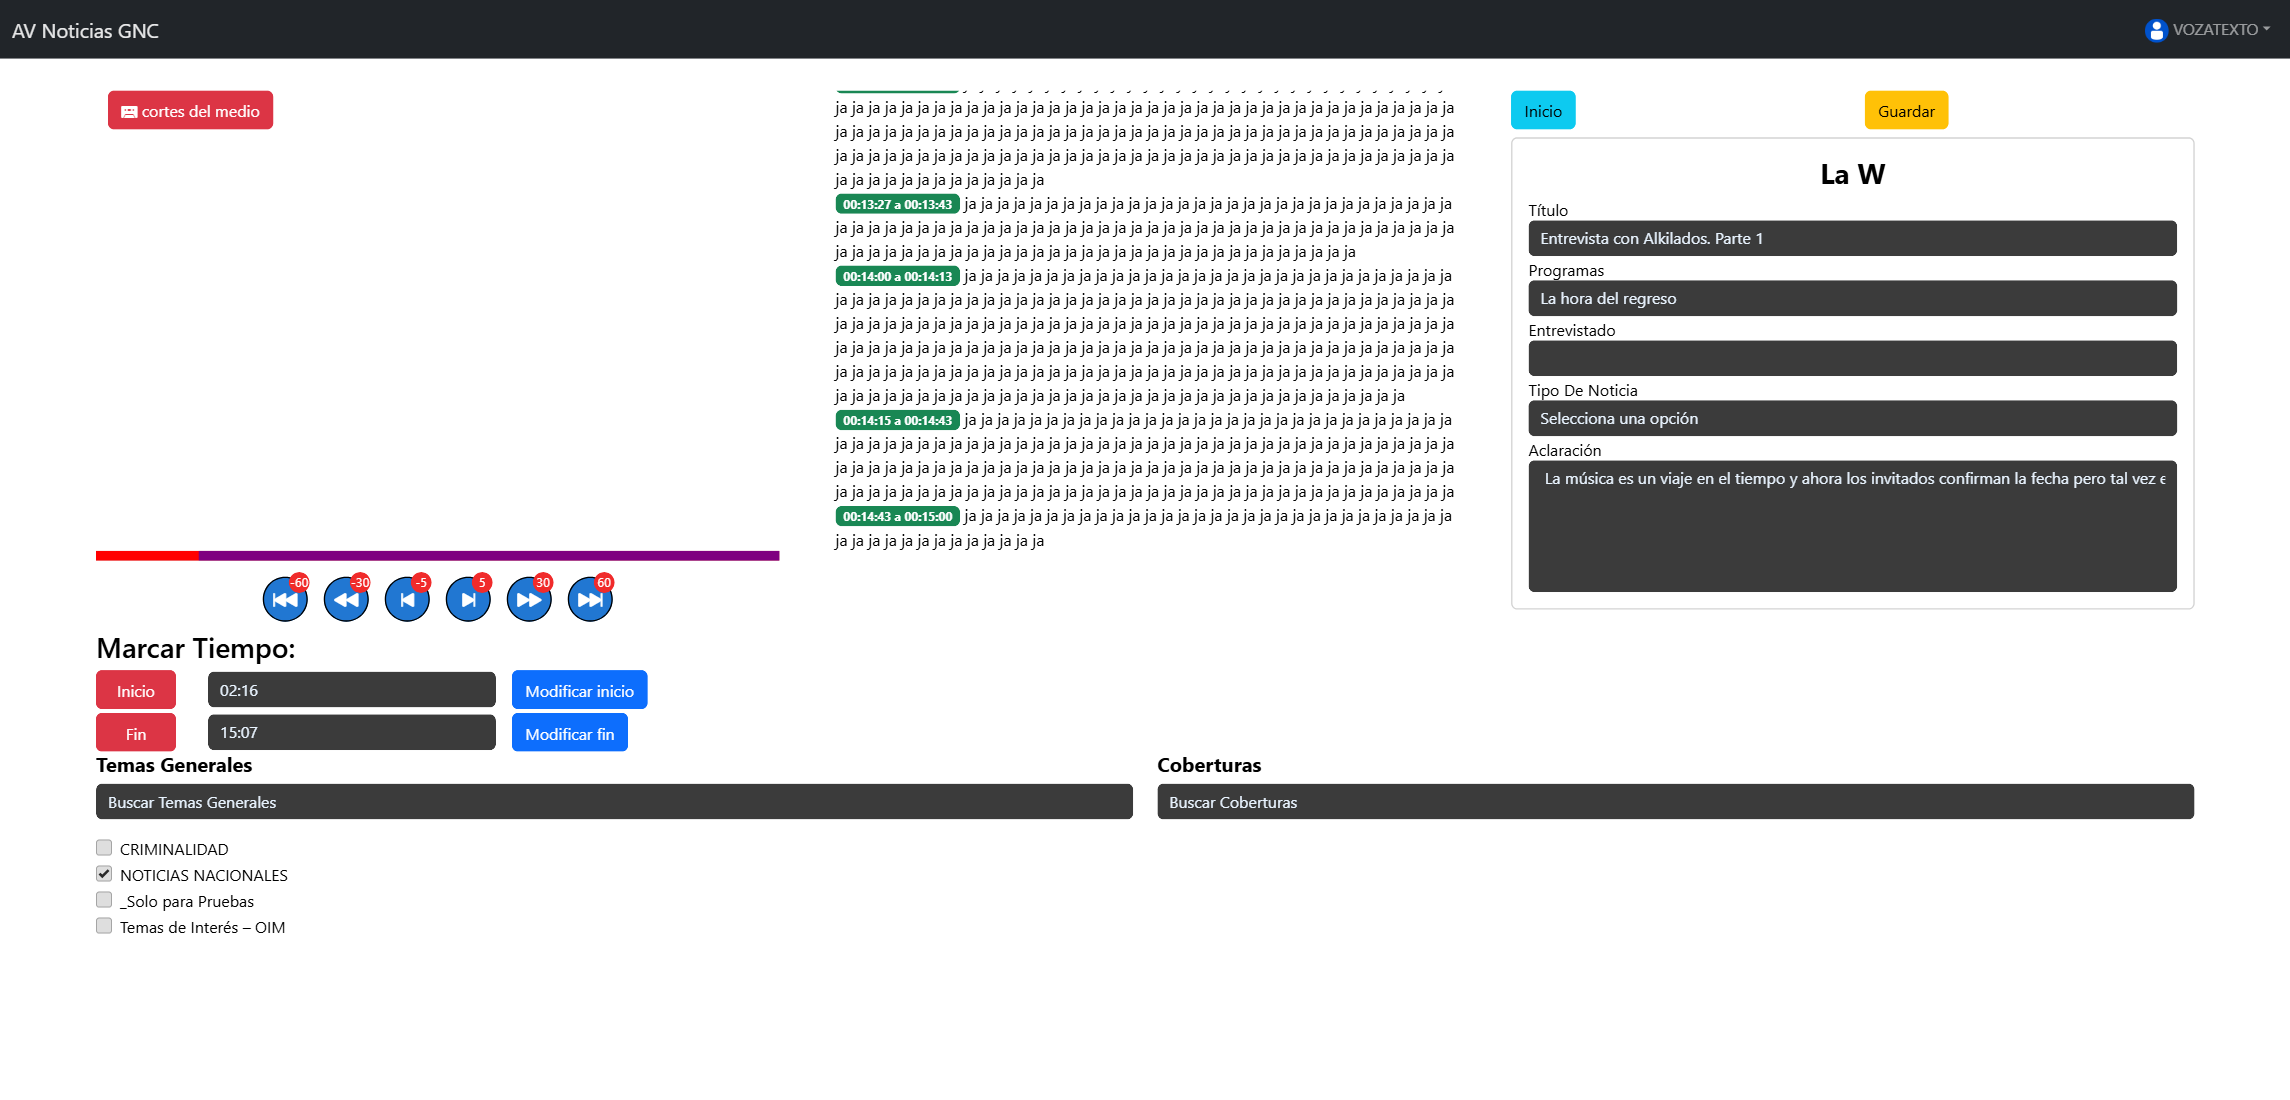 AV Noticias GNC
VOZATEXTO
cortes del medio
ja ja ja ja ja ja ja ja ja ja ja ja ja ja ja ja ja ja ja ja ja ja ja ja ja ja ja ja ja ja ja ja ja ja ja ja ja ja
ja ja ja ja ja ja ja ja ja ja ja ja ja ja ja ja ja ja ja ja ja ja ja ja ja ja ja ja ja ja ja ja ja ja ja ja ja ja
ja ja ja ja ja ja ja ja ja ja ja ja ja ja ja ja ja ja ja ja ja ja ja ja ja ja ja ja ja ja ja ja ja ja ja ja ja ja
ja ja ja ja ja ja ja ja ja ja ja ja ja
00:13:27 a 00:13:43 ja ja ja ja ja ja ja ja ja ja ja ja ja ja ja ja ja ja ja ja ja ja ja ja ja ja ja ja ja ja
ja ja ja ja ja ja ja ja ja ja ja ja ja ja ja ja ja ja ja ja ja ja ja ja ja ja ja ja ja ja ja ja ja ja ja ja ja ja
ja ja ja ja ja ja ja ja ja ja ja ja ja ja ja ja ja ja ja ja ja ja ja ja ja ja ja ja ja ja ja ja
00:14:00 a 00:14:13 ja ja ja ja ja ja ja ja ja ja ja ja ja ja ja ja ja ja ja ja ja ja ja ja ja ja ja ja ja ja
ja ja ja ja ja ja ja ja ja ja ja ja ja ja ja ja ja ja ja ja ja ja ja ja ja ja ja ja ja ja ja ja ja ja ja ja ja ja
ja ja ja ja ja ja ja ja ja ja ja ja ja ja ja ja ja ja ja ja ja ja ja ja ja ja ja ja ja ja ja ja ja ja ja ja ja ja
ja ja ja ja ja ja ja ja ja ja ja ja ja ja ja ja ja ja ja ja ja ja ja ja ja ja ja ja ja ja ja ja ja ja ja ja ja ja
ja ja ja ja ja ja ja ja ja ja ja ja ja ja ja ja ja ja ja ja ja ja ja ja ja ja ja ja ja ja ja ja ja ja ja ja ja ja
ja ja ja ja ja ja ja ja ja ja ja ja ja ja ja ja ja ja ja ja ja ja ja ja ja ja ja ja ja ja ja ja ja ja ja
00:14:15 a 00:14:43 ja ja ja ja ja ja ja ja ja ja ja ja ja ja ja ja ja ja ja ja ja ja ja ja ja ja ja ja ja ja
ja ja ja ja ja ja ja ja ja ja ja ja ja ja ja ja ja ja ja ja ja ja ja ja ja ja ja ja ja ja ja ja ja ja ja ja ja ja
ja ja ja ja ja ja ja ja ja ja ja ja ja ja ja ja ja ja ja ja ja ja ja ja ja ja ja ja ja ja ja ja ja ja ja ja ja ja
ja ja ja ja ja ja ja ja ja ja ja ja ja ja ja ja ja ja ja ja ja ja ja ja ja ja ja ja ja ja ja ja ja ja ja ja ja ja
00:14:43 a 00:15:00 ja ja ja ja ja ja ja ja ja ja ja ja ja ja ja ja ja ja ja ja ja ja ja ja ja ja ja ja ja ja
ja ja ja ja ja ja ja ja ja ja ja ja ja
Inicio
Guardar
La W
Título
Entrevista con Alkilados. Parte 1
Programas
La hora del regreso
Entrevistado
Tipo De Noticia
Selecciona una opción
Aclaración
La música es un viaje en el tiempo y ahora los invitados confirman la fecha pero tal vez e
-60 -30 -5 5 30 60
Marcar Tiempo:
Inicio 02:16 Modificar inicio
Fin 15:07 Modificar fin
Temas Generales
Buscar Temas Generales
CRIMINALIDAD
NOTICIAS NACIONALES
_Solo para Pruebas
Temas de Interés – OIM
Coberturas
Buscar Coberturas